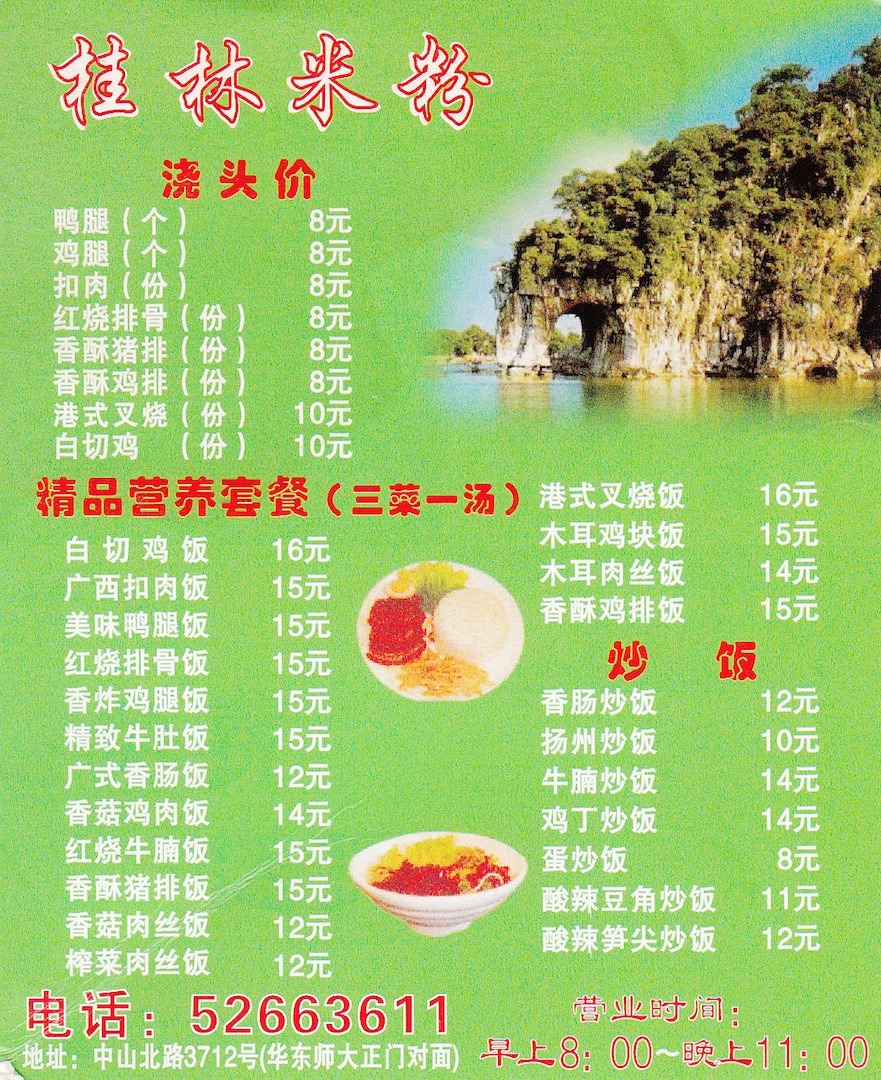 桂林米粉
浇头价
鸭腿（个） 8元
鸡腿（个） 8元
扣肉（份） 8元
红烧排骨（份） 8元
香酥猪排（份） 8元
香酥鸡排（份） 8元
港式叉烧（份） 10元
白切鸡 （份） 10元
精品营养套餐（三菜一汤）
白切鸡饭 16元
广西扣肉饭 15元
美味鸭腿饭 15元
红烧排骨饭 15元
香炸鸡腿饭 15元
精致牛肚饭 15元
广式香肠饭 12元
香菇鸡肉饭 14元
红烧牛腩饭 15元
香酥猪排饭 15元
香菇肉丝饭 12元
榨菜肉丝饭 12元
港式叉烧饭 16元
木耳鸡块饭 15元
木耳肉丝饭 14元
香酥鸡排饭 15元
炒饭
香肠炒饭 12元
扬州炒饭 10元
牛腩炒饭 14元
鸡丁炒饭 14元
蛋炒饭 8元
酸辣豆角炒饭 11元
酸辣笋尖炒饭 12元
电话：52663611
地址：中山北路3712号(华东师大正门对面)
营业时间：
早上8：00~晚上11：00